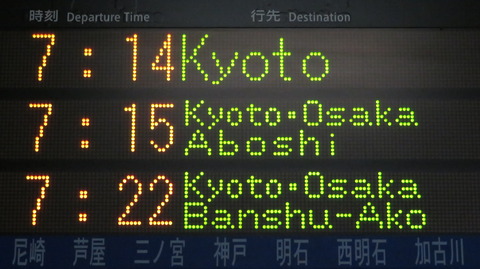 時刻 Departure Time 行先 Destination
7:14 Kyoto
7:15 Kyoto・Osaka
Aboshi
7:22 Kyoto・Osaka
Banshu-Ako
尼崎 芦屋 三ノ宮 神戸 明石 西明石 加古川